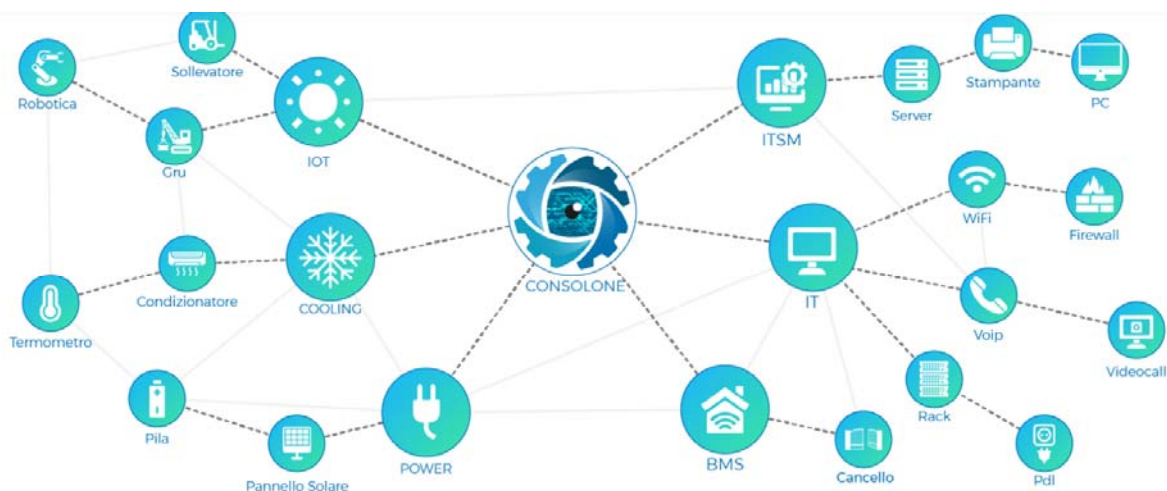 Sollevatore
Stampante
Robotica
PC
Server
ITSM
IOT
Gru
WiFi
Firewall
CONSOLONE
Condizionatore
COOLING
IT
Termometro
Voip
Videocall
Rack
Pila
POWER
BMS
Cancello
Pdl
Pannello Solare